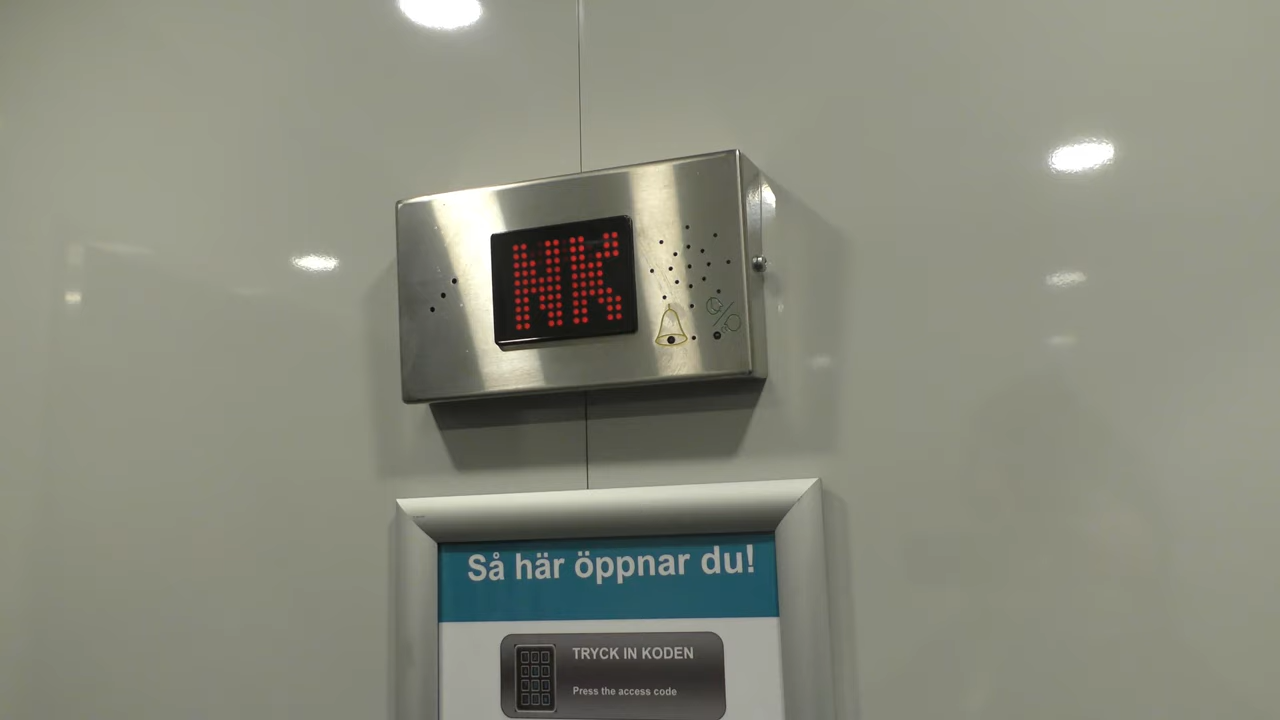 NK
Så här öppnar du!
TRYCK IN KODEN
Press the access code